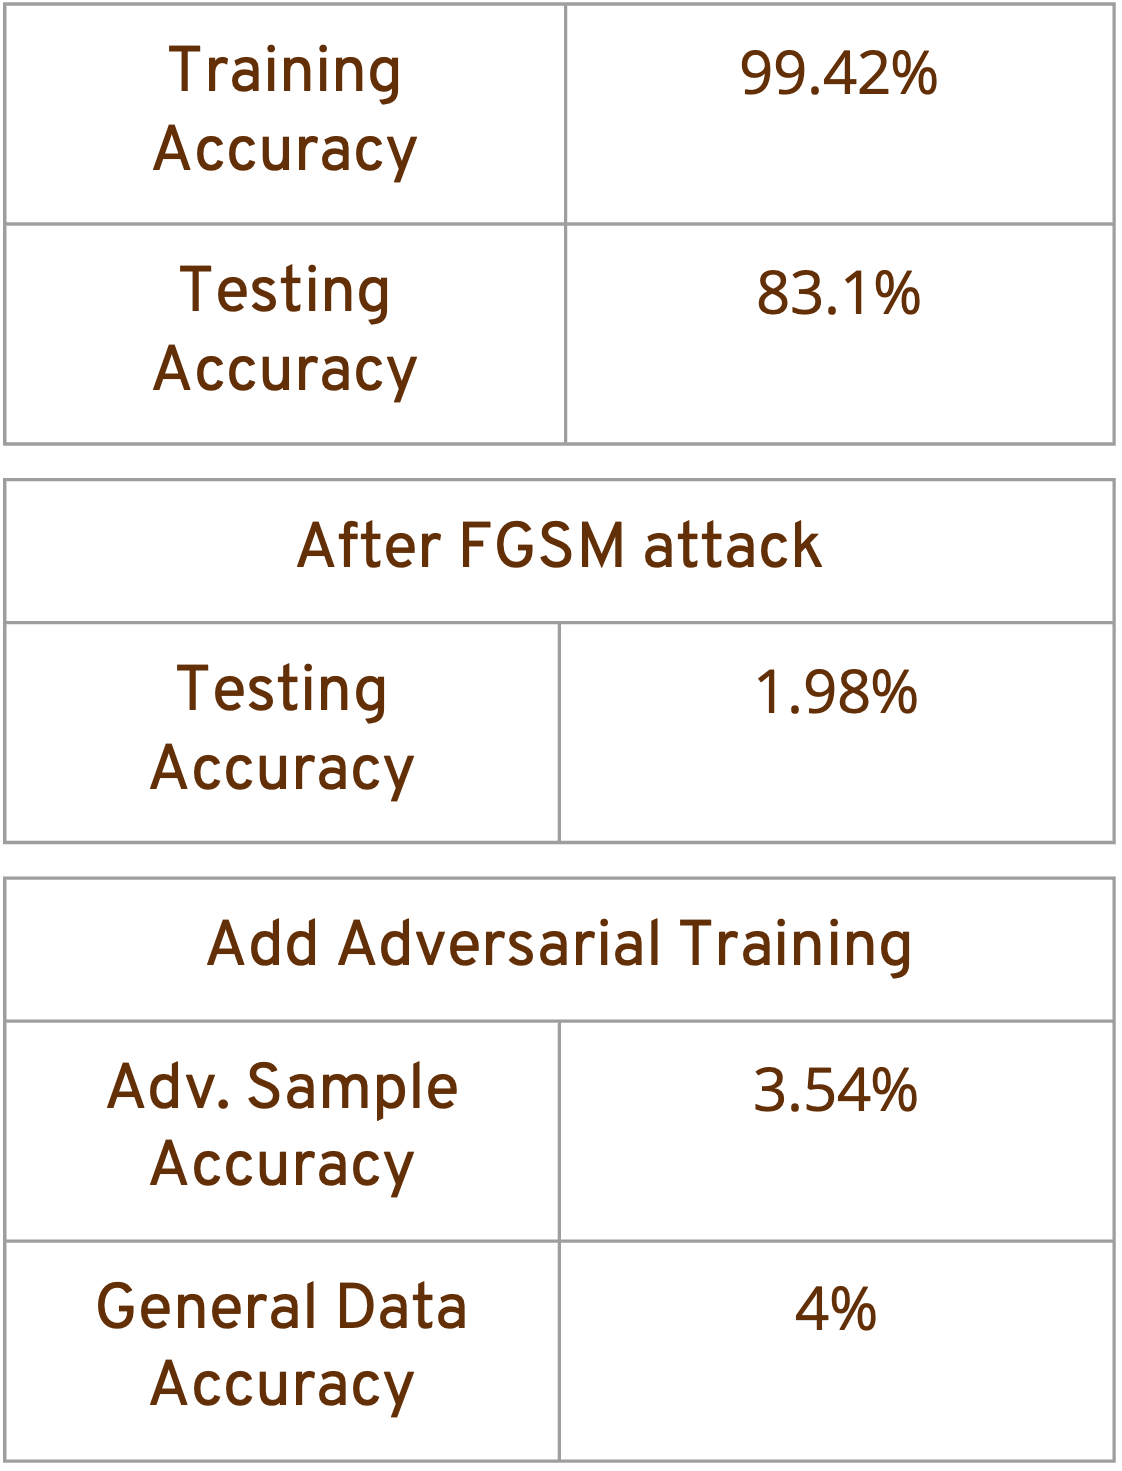 Training
Accuracy
99.42%
Testing
Accuracy
83.1%
After FGSM attack
Testing
Accuracy
1.98%
Add Adversarial Training
Adv. Sample
Accuracy
3.54%
General Data
Accuracy
4%